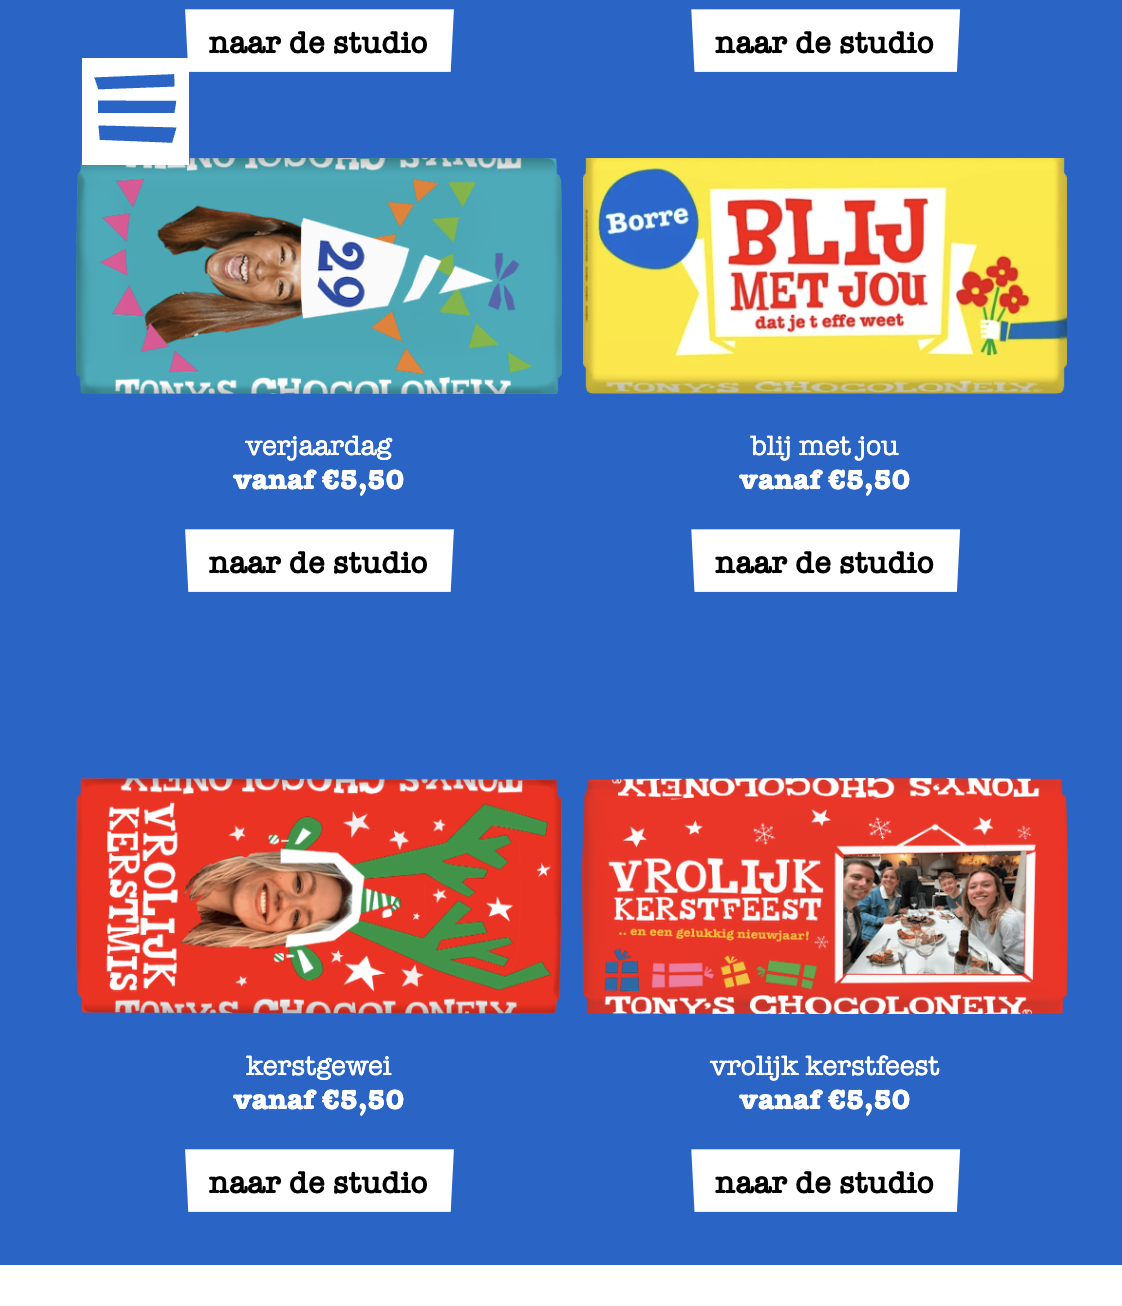 naar de studio
naar de studio
TONY'S CHOCOLONELY
29
TONY'S CHOCOLONELY
Borre
BLIJ
MET JOU
dat je t effe weet
TONY'S CHOCOLONELY
verjaardag
vanaf €5,50
blij met jou
vanaf €5,50
naar de studio
naar de studio
TONY'S CHOCOLONELY
VROLIJK
KERSTMIS
TONY'S CHOCOLONELY
TONY'S CHOCOLONELY
VROLIJK
KERSTFEEST
.. en een gelukkig nieuwjaar!
TONY'S CHOCOLONELY
kerstgewei
vanaf €5,50
vrolijk kerstfeest
vanaf €5,50
naar de studio
naar de studio